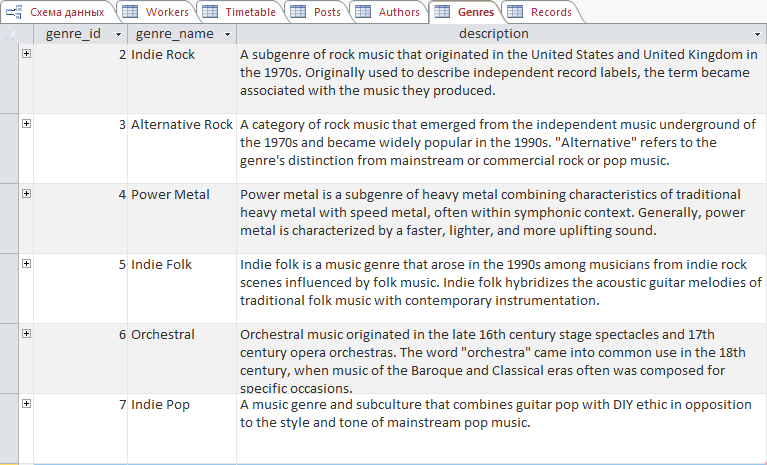 Схема данных Workers Timetable Posts Authors Genres Records
genre_id genre_name description
2 Indie Rock A subgenre of rock music that originated in the United States and United Kingdom in
the 1970s. Originally used to describe independent record labels, the term became
associated with the music they produced.
3 Alternative Rock A category of rock music that emerged from the independent music underground of
the 1970s and became widely popular in the 1990s. "Alternative" refers to the
genre's distinction from mainstream or commercial rock or pop music.
4 Power Metal Power metal is a subgenre of heavy metal combining characteristics of traditional
heavy metal with speed metal, often within symphonic context. Generally, power
metal is characterized by a faster, lighter, and more uplifting sound.
5 Indie Folk Indie folk is a music genre that arose in the 1990s among musicians from indie rock
scenes influenced by folk music. Indie folk hybridizes the acoustic guitar melodies of
traditional folk music with contemporary instrumentation.
6 Orchestral Orchestral music originated in the late 16th century stage spectacles and 17th
century opera orchestras. The word "orchestra" came into common use in the 18th
century, when music of the Baroque and Classical eras often was composed for
specific occasions.
7 Indie Pop A music genre and subculture that combines guitar pop with DIY ethic in opposition
to the style and tone of mainstream pop music.